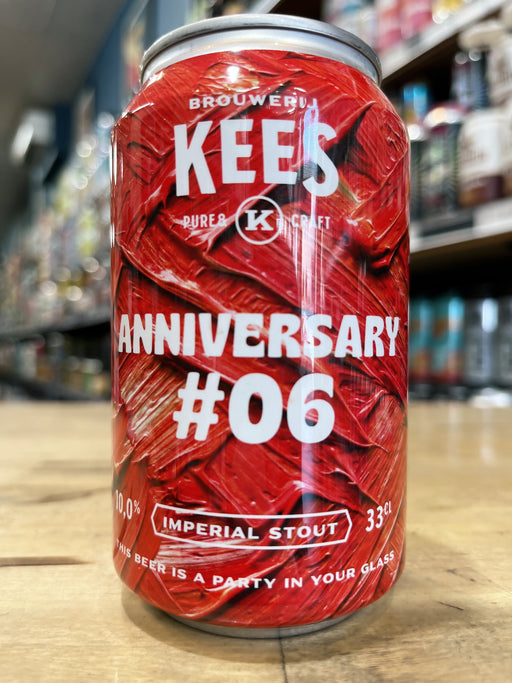 BROUWERIJ
KEES
PURE & K CRAFT
ANNIVERSARY
#06
10,0% IMPERIAL STOUT 33CL
THIS BEER IS A PARTY IN YOUR GLASS